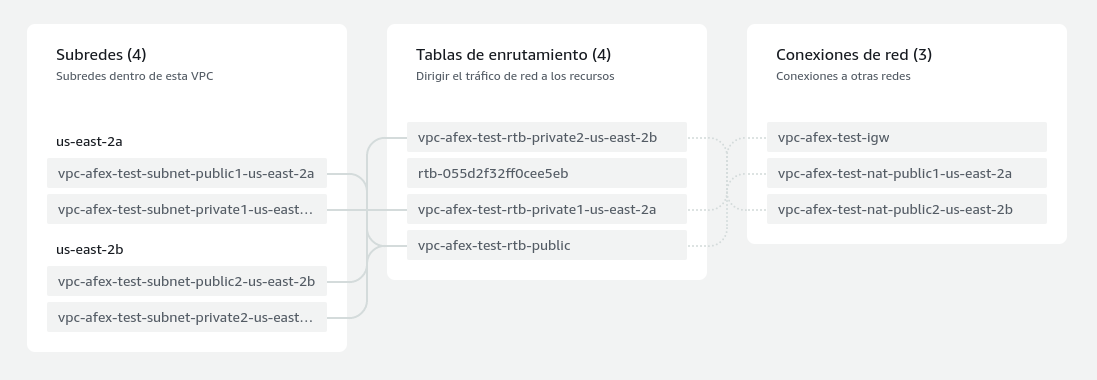 Subredes (4)
Subredes dentro de esta VPC
us-east-2a
vpc-afex-test-subnet-public1-us-east-2a
vpc-afex-test-subnet-private1-us-east...
us-east-2b
vpc-afex-test-subnet-public2-us-east-2b
vpc-afex-test-subnet-private2-us-east...
Tablas de enrutamiento (4)
Dirigir el tráfico de red a los recursos
vpc-afex-test-rtb-private2-us-east-2b
rtb-055d2f32ff0cee5eb
vpc-afex-test-rtb-private1-us-east-2a
vpc-afex-test-rtb-public
Conexiones de red (3)
Conexiones a otras redes
vpc-afex-test-igw
vpc-afex-test-nat-public1-us-east-2a
vpc-afex-test-nat-public2-us-east-2b